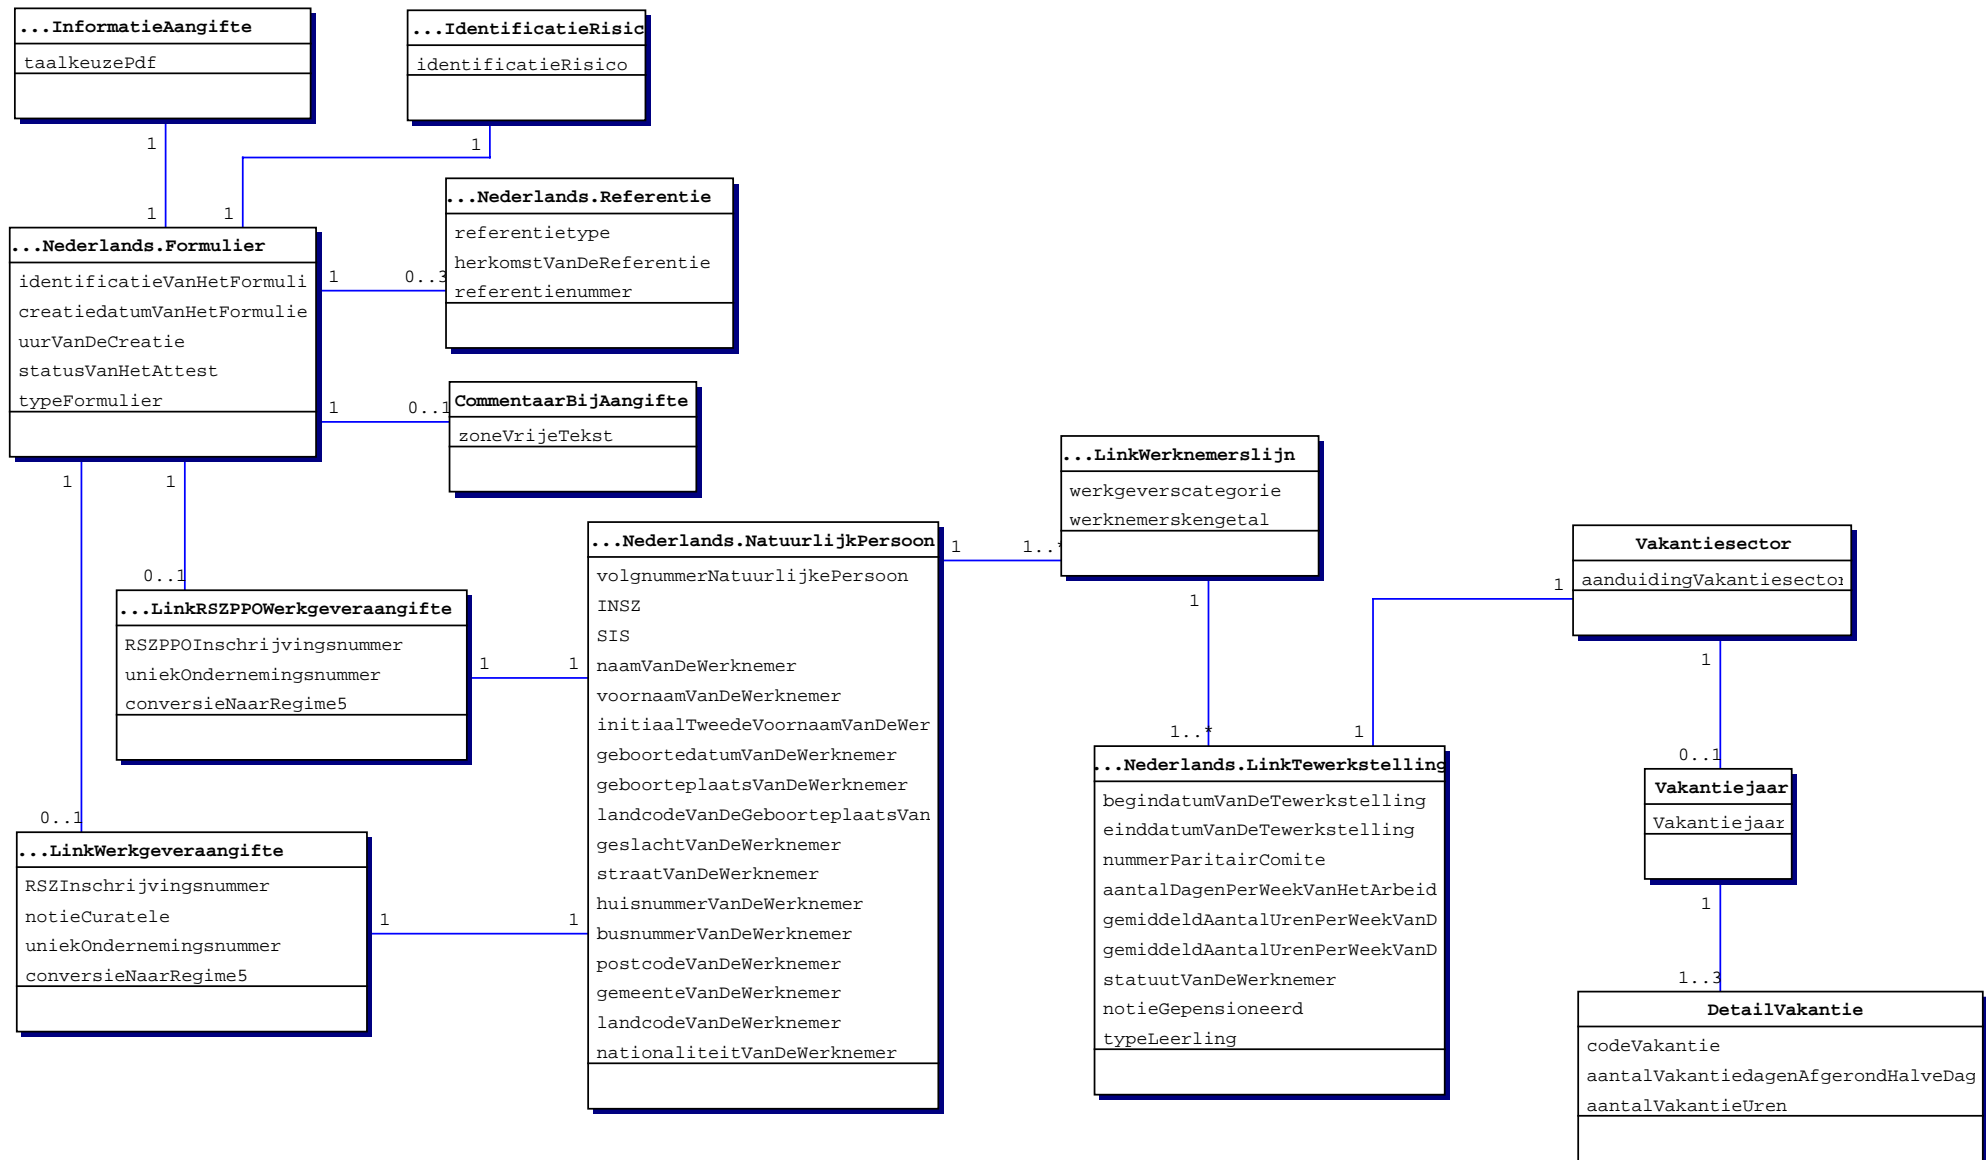 ...InformatieAangifte
taalkeuzePdf
...IdentificatieRisic
identificatieRisico
1
1
1
1
...Nederlands.Referentie
referentietype
herkomstVanDeReferentie
referentienummer
...Nederlands.Formulier
identificatieVanHetFormuli
creatiedatumVanHetFormulie
uurVanDeCreatie
statusVanHetAttest
typeFormulier
1
0..3
1
0..1
CommentaarBijAangifte
zoneVrijeTekst
1
1
0..1
...LinkRSZPPOWerkgeveraangifte
RSZPPOInschrijvingsnummer
uniekOndernemingsnummer
conversieNaarRegime5
1
1
0..1
...LinkWerkgeveraangifte
RSZInschrijvingsnummer
notieCuratele
uniekOndernemingsnummer
conversieNaarRegime5
1
1
...Nederlands.NatuurlijkPersoon
volgnummerNatuurlijkePersoon
INSZ
SIS
naamVanDeWerknemer
voornaamVanDeWerknemer
initiaalTweedeVoornaamVanDeWer
geboortedatumVanDeWerknemer
geboorteplaatsVanDeWerknemer
landcodeVanDeGeboorteplaatsVan
geslachtVanDeWerknemer
straatVanDeWerknemer
huisnummerVanDeWerknemer
busnummerVanDeWerknemer
postcodeVanDeWerknemer
gemeenteVanDeWerknemer
landcodeVanDeWerknemer
nationaliteitVanDeWerknemer
1
1..*
...LinkWerknemerslijn
werkgeverscategorie
werknemerskengetal
1
1..*
1
1
...Nederlands.LinkTewerkstelling
begindatumVanDeTewerkstelling
einddatumVanDeTewerkstelling
nummerParitairComite
aantalDagenPerWeekVanHetArbeid
gemiddeldAantalUrenPerWeekVanD
gemiddeldAantalUrenPerWeekVanD
statuutVanDeWerknemer
notieGepensioneerd
typeLeerling
Vakantiesector
aanduidingVakantiesector
1
0..1
Vakantiejaar
Vakantiejaar
1
1..3
DetailVakantie
codeVakantie
aantalVakantiedagenAfgerondHalveDag
aantalVakantieUren